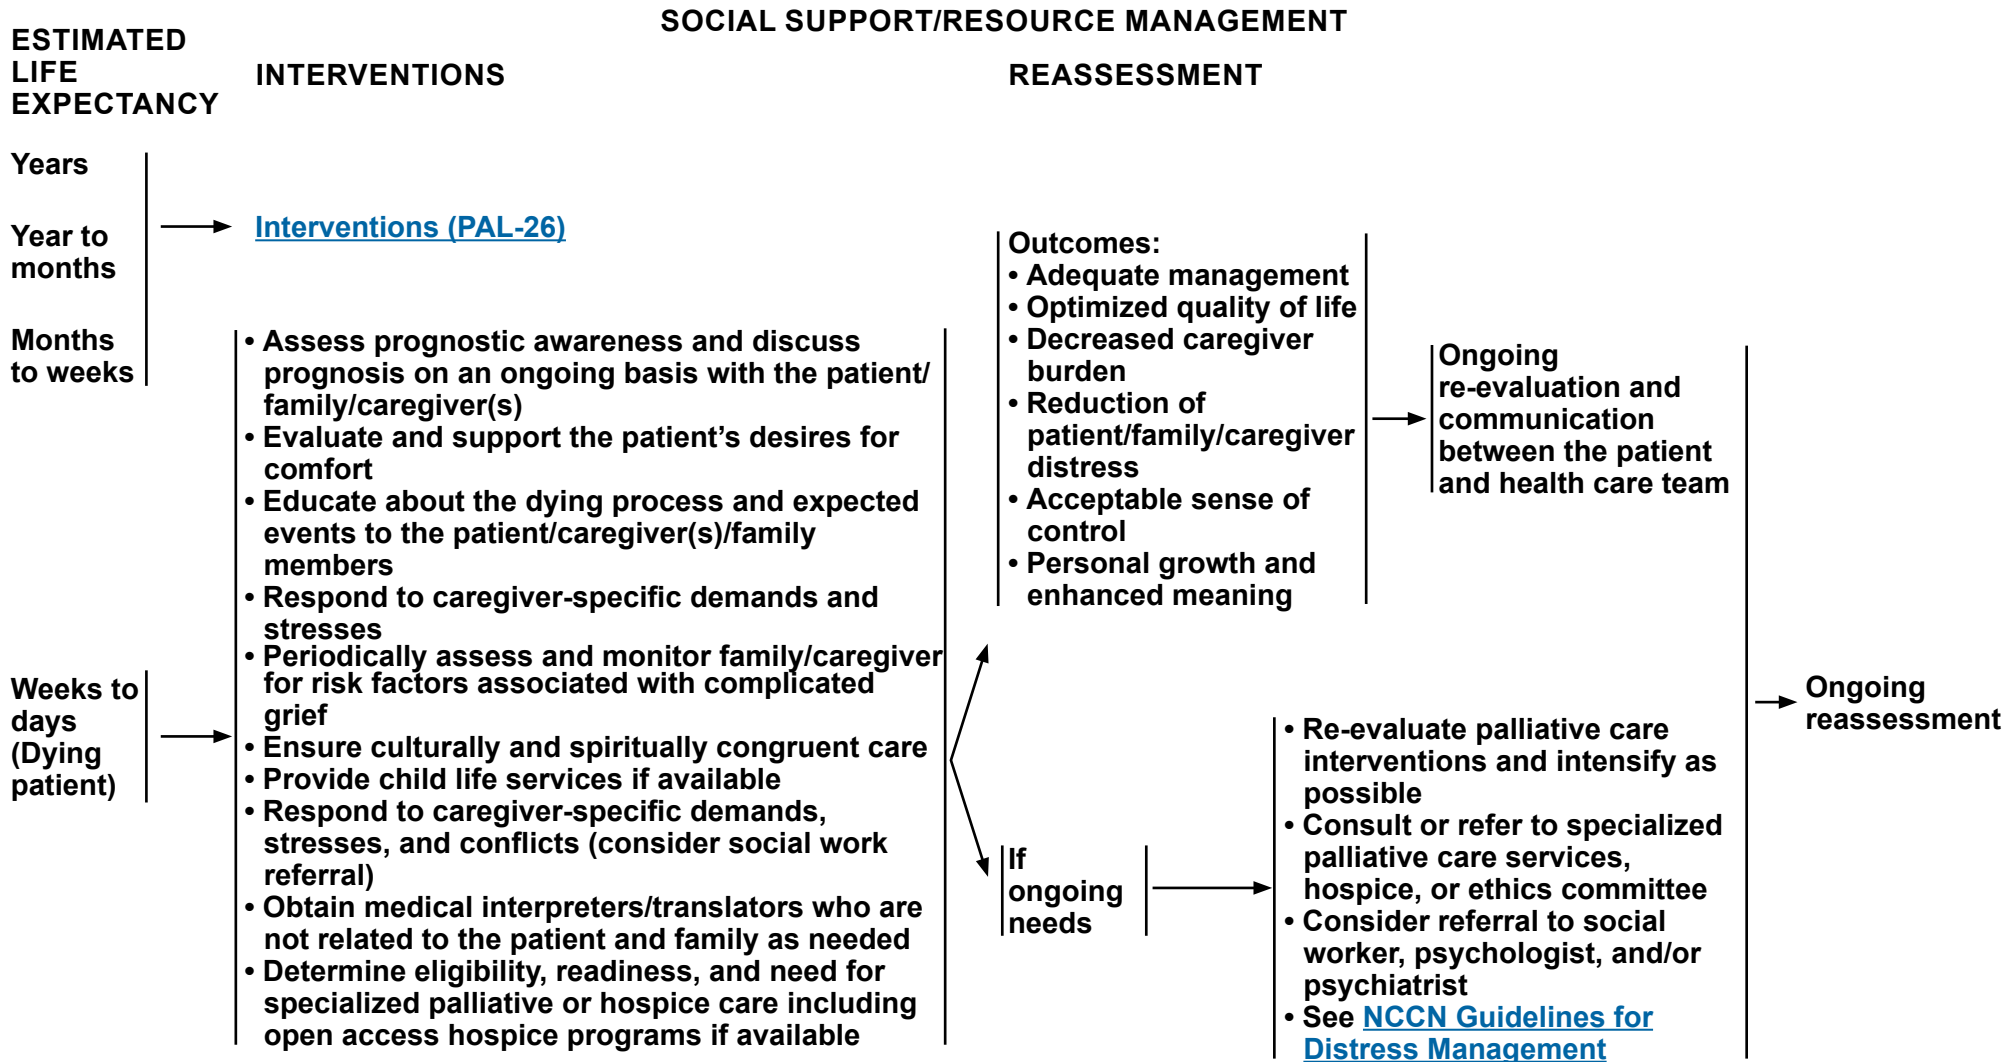 SOCIAL SUPPORT/RESOURCE MANAGEMENT
ESTIMATED
LIFE
EXPECTANCY
INTERVENTIONS
REASSESSMENT
Years
Year to
months
Months
to weeks
Interventions (PAL-26)
Weeks to
days
(Dying
patient)
• Assess prognostic awareness and discuss
prognosis on an ongoing basis with the patient/
family/caregiver(s)
• Evaluate and support the patient’s desires for
comfort
• Educate about the dying process and expected
events to the patient/caregiver(s)/family
members
• Respond to caregiver-specific demands and
stresses
• Periodically assess and monitor family/caregiver
for risk factors associated with complicated
grief
• Ensure culturally and spiritually congruent care
• Provide child life services if available
• Respond to caregiver-specific demands,
stresses, and conflicts (consider social work
referral)
• Obtain medical interpreters/translators who are
not related to the patient and family as needed
• Determine eligibility, readiness, and need for
specialized palliative or hospice care including
open access hospice programs if available
Outcomes:
• Adequate management
• Optimized quality of life
• Decreased caregiver
burden
• Reduction of
patient/family/caregiver
distress
• Acceptable sense of
control
• Personal growth and
enhanced meaning
Ongoing
re-evaluation and
communication
between the patient
and health care team
If
ongoing
needs
• Re-evaluate palliative care
interventions and intensify as
possible
• Consult or refer to specialized
palliative care services,
hospice, or ethics committee
• Consider referral to social
worker, psychologist, and/or
psychiatrist
• See NCCN Guidelines for
Distress Management
Ongoing
reassessment